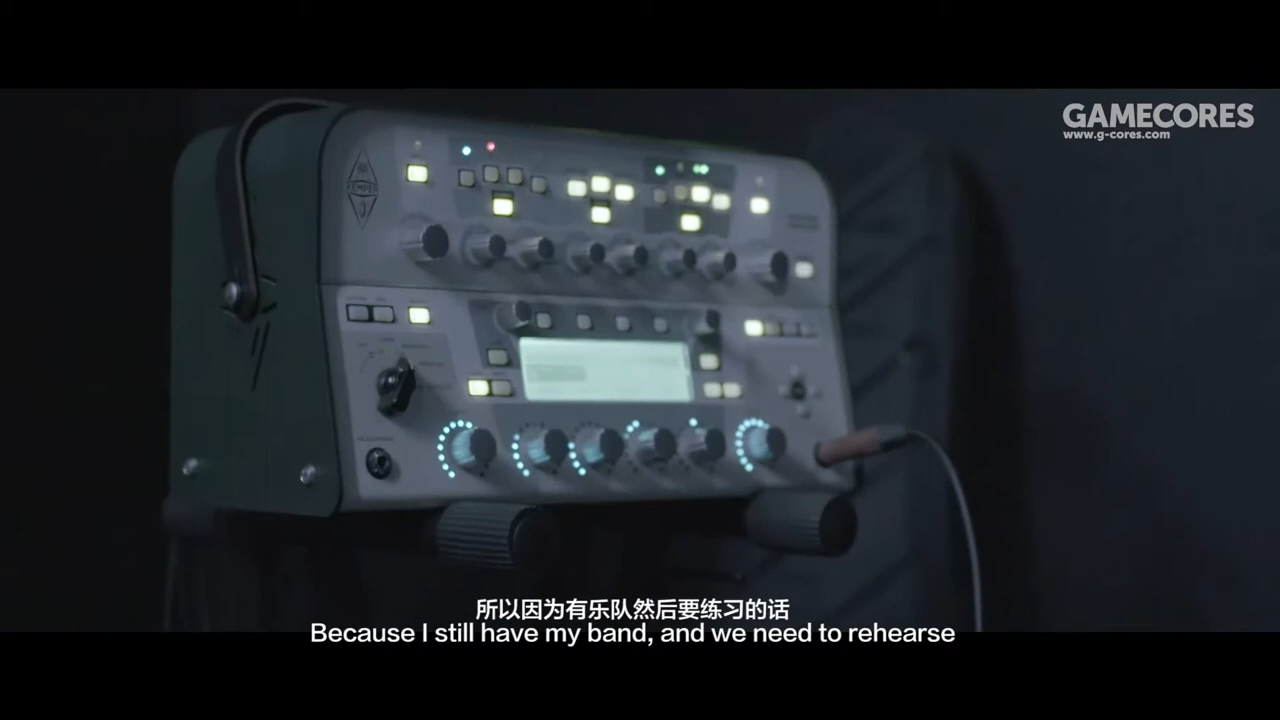 GAMECORES
www.g-cores.com
KEMPER
所以因为有乐队然后要练习的话
Because I still have my band, and we need to rehearse